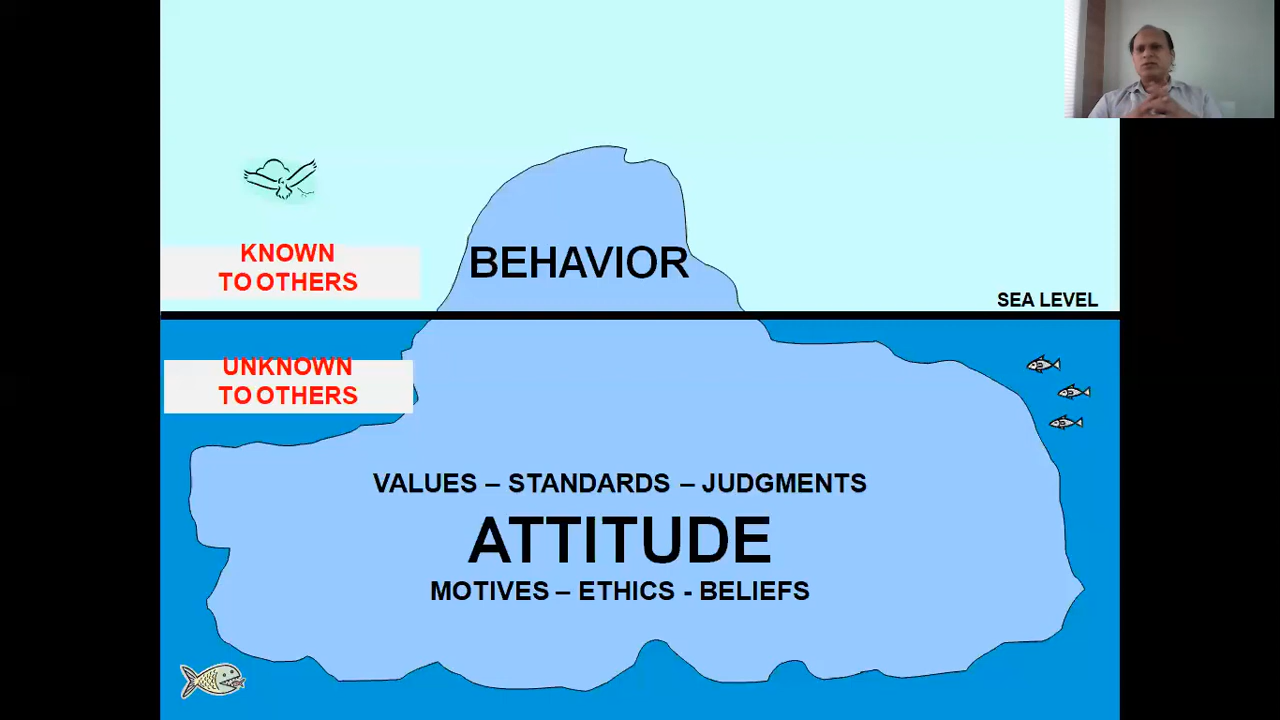 KNOWN
TO OTHERS
BEHAVIOR
SEA LEVEL
UNKNOWN
TO OTHERS
VALUES – STANDARDS – JUDGMENTS
ATTITUDE
MOTIVES – ETHICS - BELIEFS